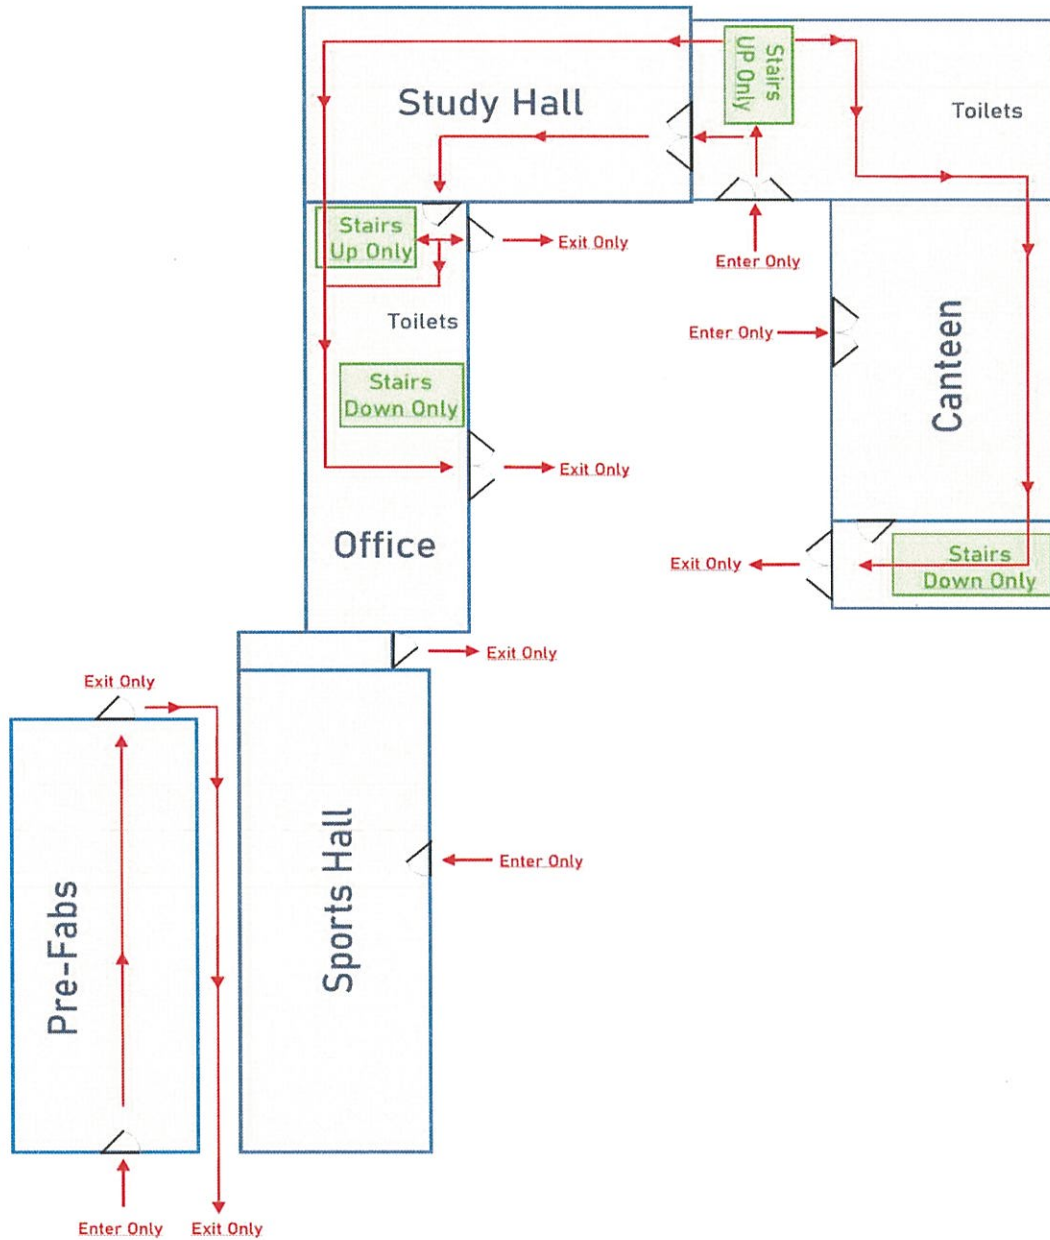 Stairs
UP Only
Study Hall
Toilets
Stairs
Up Only
Exit Only
Enter Only
Toilets
Enter Only
Canteen
Stairs
Down Only
Exit Only
Office
Exit Only
Stairs
Down Only
Exit Only
Exit Only
Sports Hall
Enter Only
Pre-Fabs
Enter Only
Exit Only